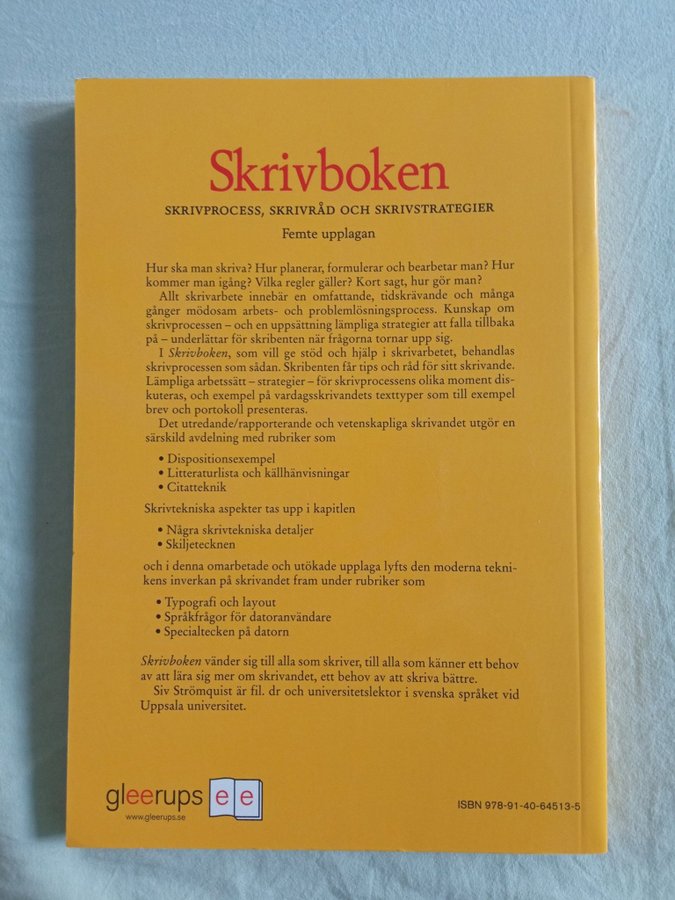 Skrivboken
SKRIVPROCESS, SKRIVRÅD OCH SKRIVSTRATEGIER
Femte upplagan
Hur ska man skriva? Hur planerar, formulerar och bearbetar man? Hur
kommer man igång? Vilka regler gäller? Kort sagt, hur gör man?
Allt skrivarbete innebär en omfattande, tidskrävande och många
gånger mödosam arbets- och problemlösningsprocess. Kunskap om
skrivprocessen – och en uppsättning lämpliga strategier att falla tillbaka
på – underlättar för skribenten när frågorna tornar upp sig.
I Skrivboken, som vill ge stöd och hjälp i skrivarbetet, behandlas
skrivprocessen som sådan. Skribenten får tips och råd för sitt skrivande.
Lämpliga arbetssätt – strategier – för skrivprocessens olika moment dis-
kuteras, och exempel på vardagsskrivandets texttyper som till exempel
brev och portokoll presenteras.
Det utredande/rapporterande och vetenskapliga skrivandet utgör en
särskild avdelning med rubriker som
• Dispositionsexempel
• Litteraturlista och källhänvisningar
• Citatteknik
Skrivtekniska aspekter tas upp i kapitlen
• Några skrivtekniska detaljer
• Skiljetecknen
och i denna omarbetade och utökade upplaga lyfts den moderna tekni-
kens inverkan på skrivandet fram under rubriker som
• Typografi och layout
• Språkfrågor för datoranvändare
• Specialtecken på datorn
Skrivboken vänder sig till alla som skriver, till alla som känner ett behov
av att lära sig mer om skrivandet, ett behov av att skriva bättre.
Siv Strömquist är fil. dr och universitetslektor i svenska språket vid
Uppsala universitet.
gleerups e e
www.gleerups.se
ISBN 978-91-40-64513-5